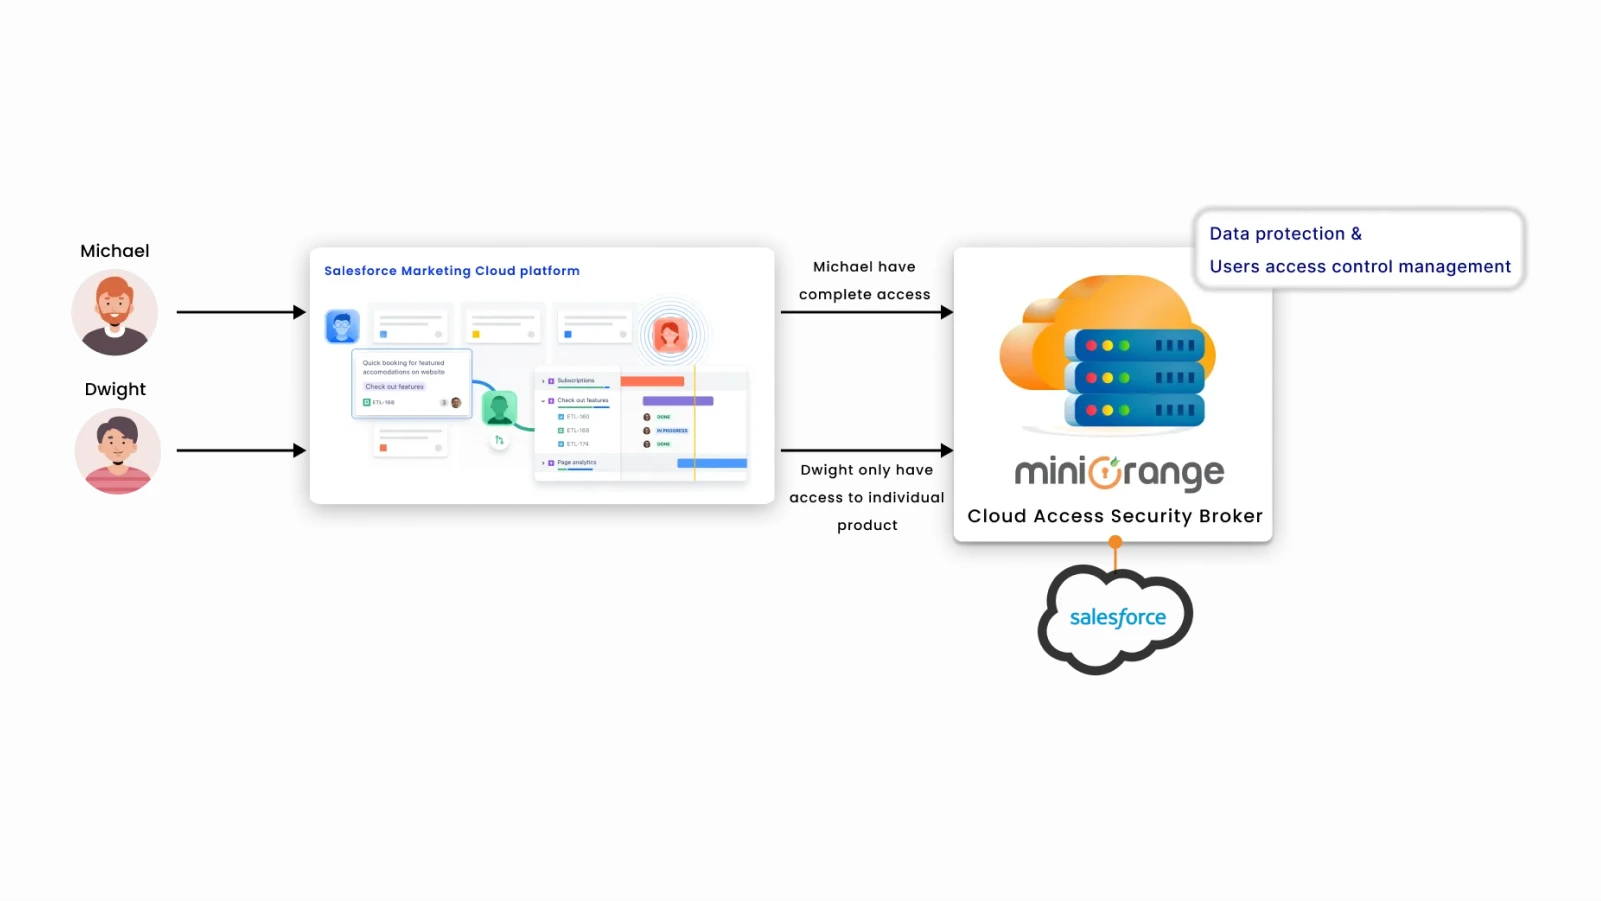 Michael
Dwight
Salesforce Marketing Cloud platform
Quick booking for featured
accomodations on website
Check out features
ETL-168
3
Subscriptions
Check out features
ETL-160
DONE
ETL-168
IN PROGRESS
ETL-174
DONE
Page analytics
Michael have
complete access
Dwight only have
access to individual
product
Data protection &
Users access control management
miniOrange
Cloud Access Security Broker
salesforce